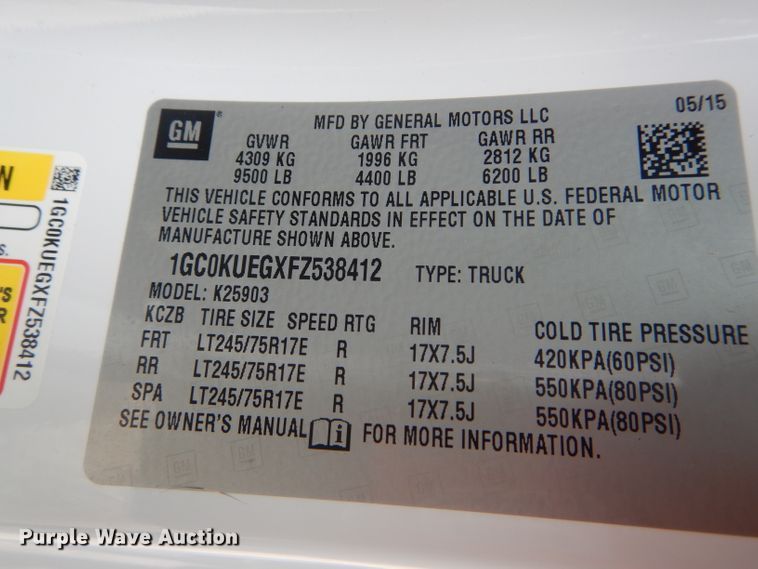 GM
®
MFD BY GENERAL MOTORS LLC
05/15
GVWR GAWR FRT GAWR RR
4309 KG 1996 KG 2812 KG
9500 LB 4400 LB 6200 LB
THIS VEHICLE CONFORMS TO ALL APPLICABLE U.S. FEDERAL MOTOR
VEHICLE SAFETY STANDARDS IN EFFECT ON THE DATE OF
MANUFACTURE SHOWN ABOVE.
1GC0KUEGXFZ538412 TYPE: TRUCK
MODEL: K25903
KCZB TIRE SIZE SPEED RTG RIM COLD TIRE PRESSURE
FRT LT245/75R17E R 17X7.5J 420KPA(60PSI)
RR LT245/75R17E R 17X7.5J 550KPA(80PSI)
SPA LT245/75R17E R 17X7.5J 550KPA(80PSI)
SEE OWNER'S MANUAL i FOR MORE INFORMATION.
1GC0KUEGXFZ538412
N
S.
'S
R
Purple Wave Auction